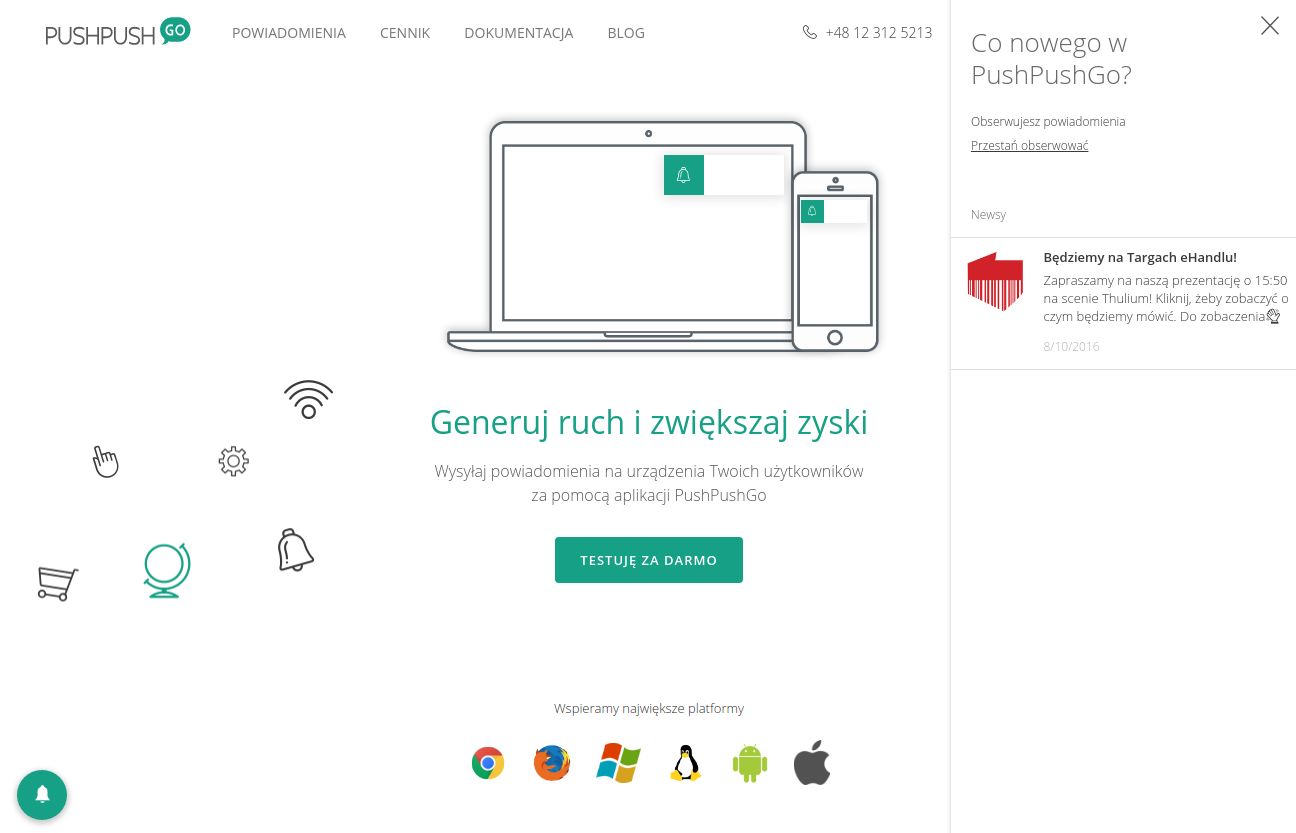 PUSHPUSH GO
POWIADOMIENIA CENNIK DOKUMENTACJA BLOG
+48 12 312 5213
Generuj ruch i zwiększaj zyski
Wysyłaj powiadomienia na urządzenia Twoich użytkowników
za pomocą aplikacji PushPushGo
TESTUJĘ ZA DARMO
Wspieramy największe platformy
Co nowego w
PushPushGo?
Obserwujesz powiadomienia
Przestań obserwować
Newsy
Będziemy na Targach eHandlu!
Zapraszamy na naszą prezentację o 15:50
na scenie Thulium! Kliknij, żeby zobaczyć o
czym będziemy mówić. Do zobaczenia
8/10/2016